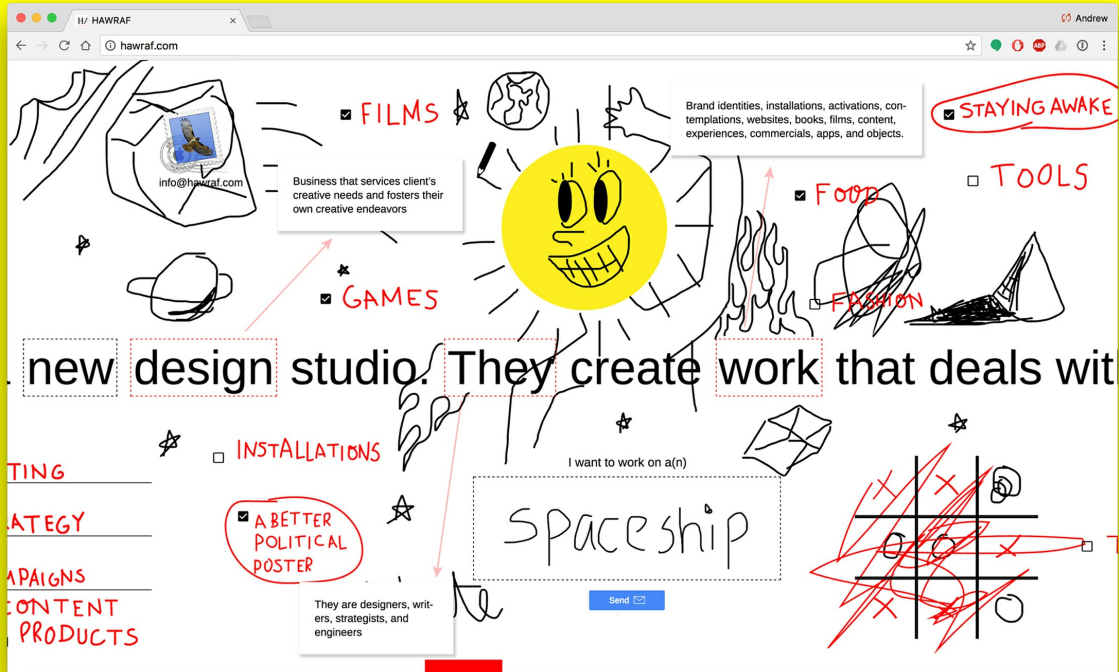 H/ HAWRAF
Andrew
hawraf.com
ABP
FILMS
info@hawraf.com
Business that services client's
creative needs and fosters their
own creative endeavors
Brand identities, installations, activations, con-
templations, websites, books, films, content,
experiences, commercials, apps, and objects.
STAYING AWAKE
TOOLS
FOOD
GAMES
FASHION
new design studio. They create work that deals wit
INSTALLATIONS
I want to work on a(n)
TING
ATEGY
A BETTER
POLITICAL
POSTER
spaceship
MPAIGNS
CONTENT
PRODUCTS
Send
They are designers, writ-
ers, strategists, and
engineers
X X
X
X X
T